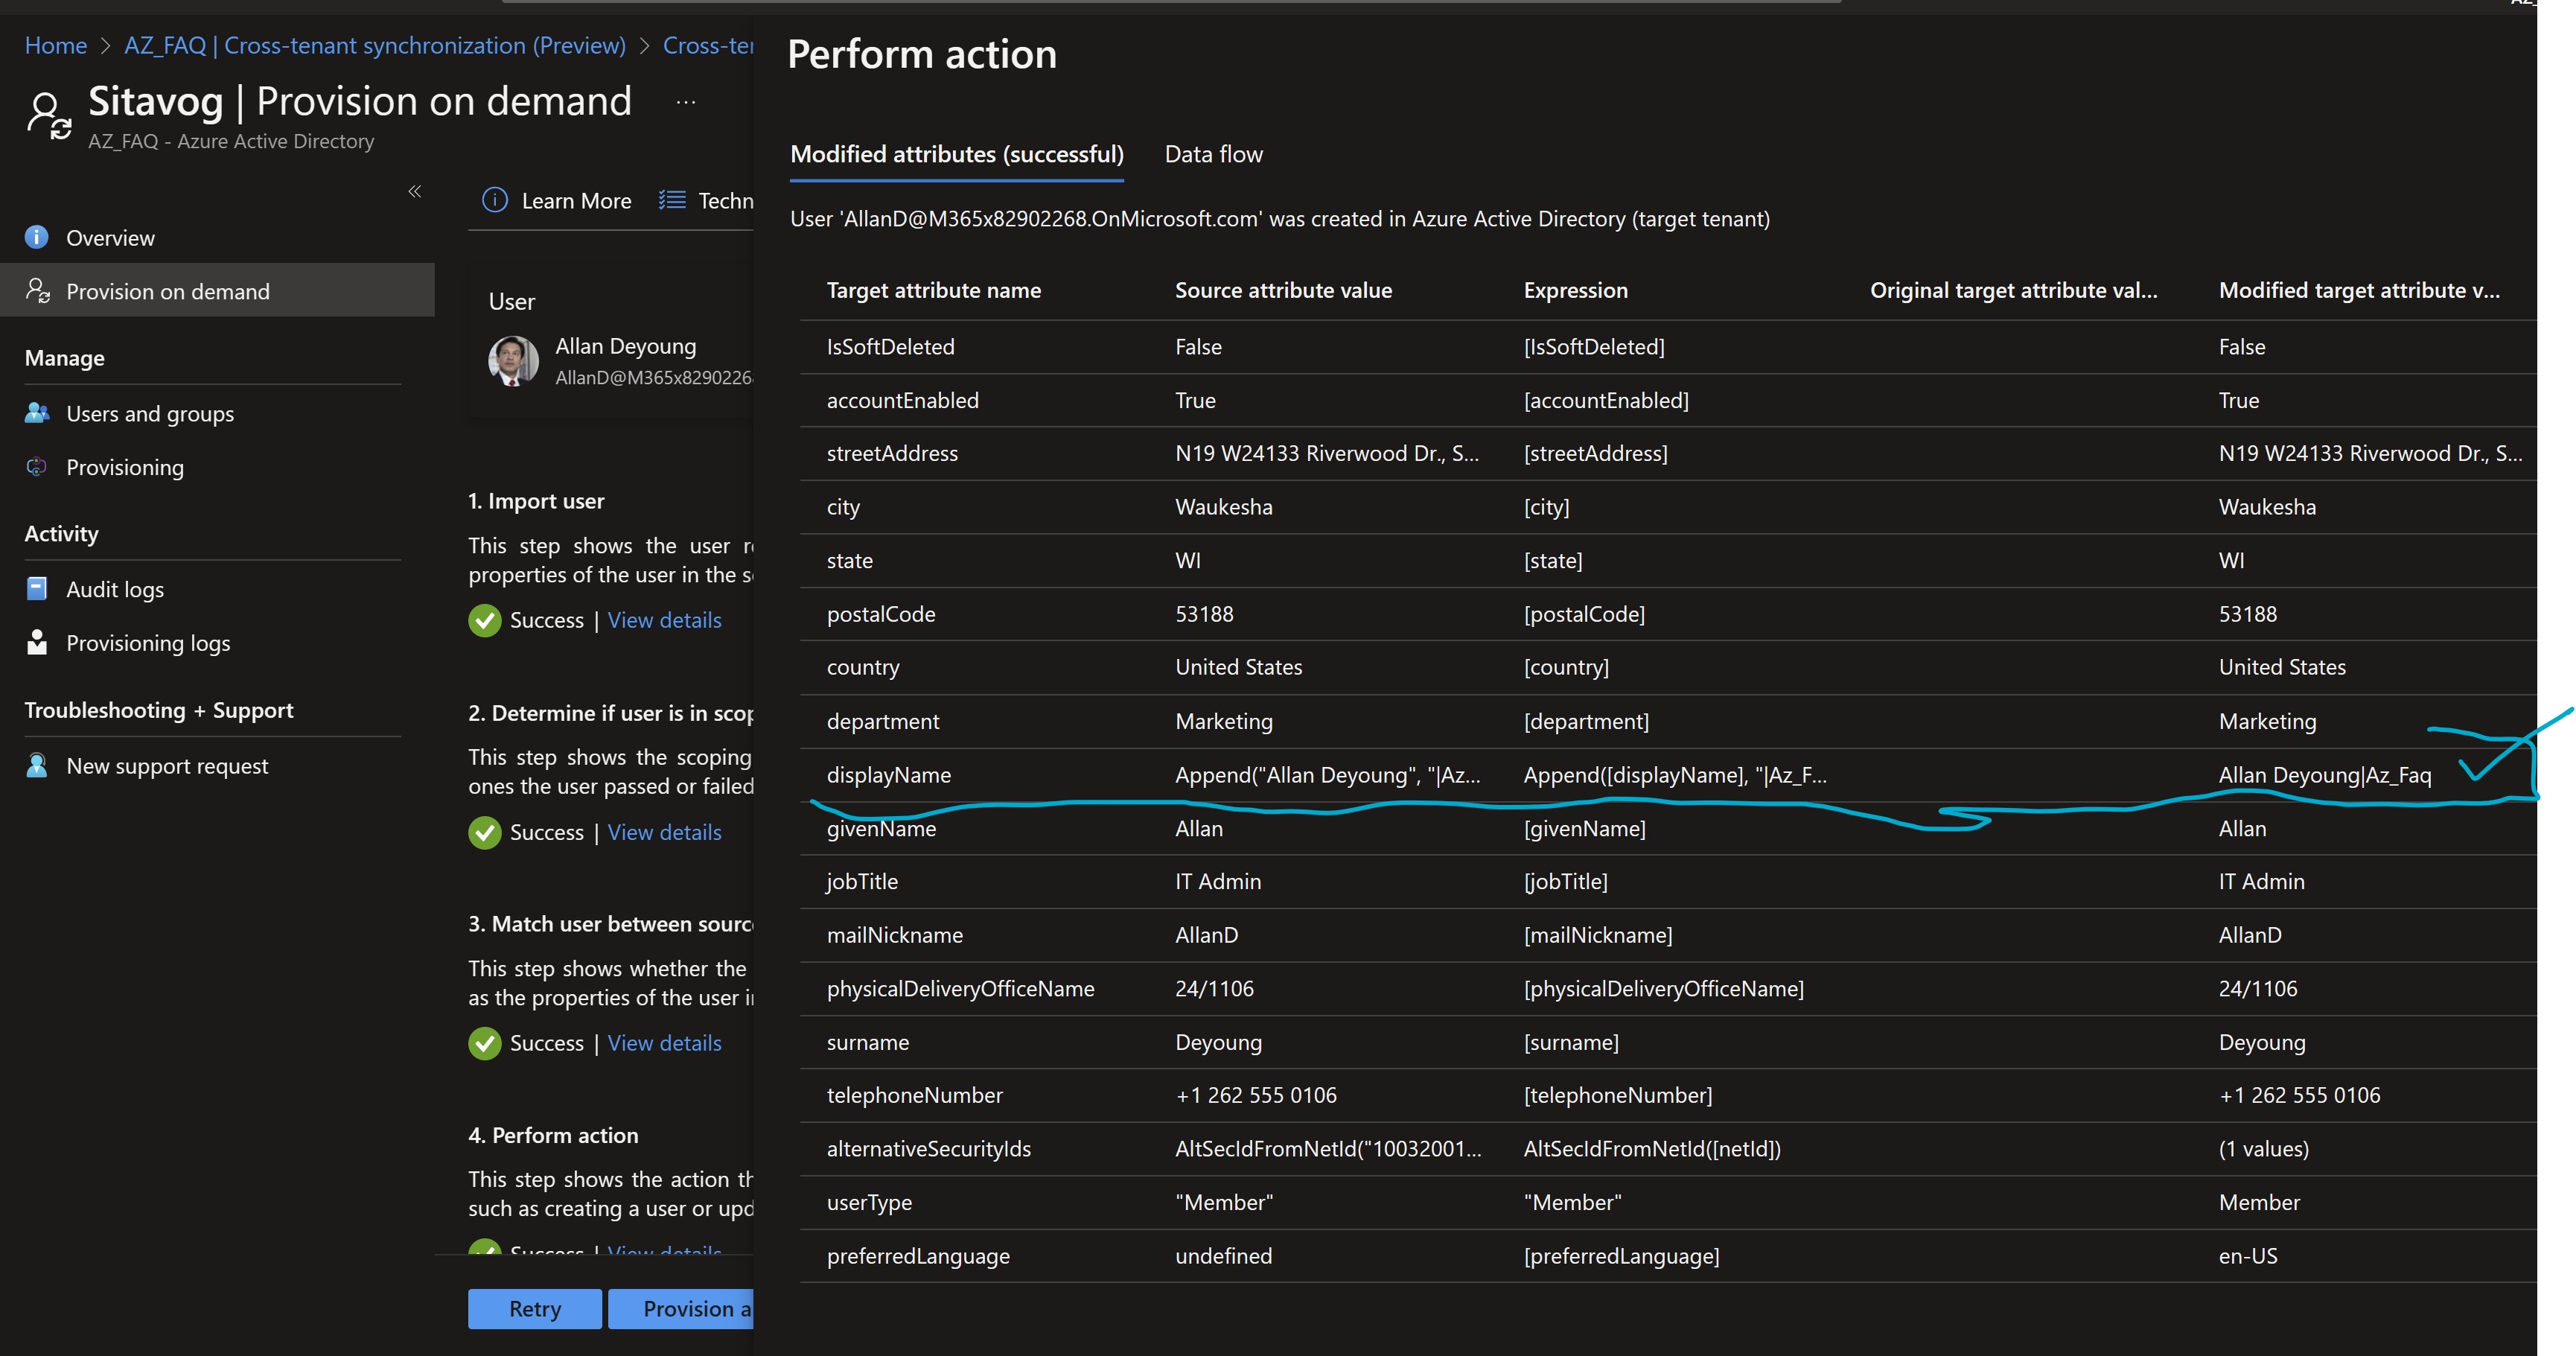 Home > AZ_FAQ | Cross-tenant synchronization (Preview) > Cross-ter
Sitavog | Provision on demand ...
AZ_FAQ - Azure Active Directory
Overview
Provision on demand
Manage
Users and groups
Provisioning
Activity
Audit logs
Provisioning logs
Troubleshooting + Support
New support request
Learn More Techn
User
Allan Deyoung
AllanD@M365x8290226
1. Import user
This step shows the user r
properties of the user in the s
Success | View details
2. Determine if user is in scop
This step shows the scoping
ones the user passed or failed
Success | View details
3. Match user between sourc
This step shows whether the
as the properties of the user i
Success | View details
4. Perform action
This step shows the action th
such as creating a user or upd
Success | View details
Retry Provision a
Perform action
Modified attributes (successful) Data flow
User 'AllanD@M365x82902268.OnMicrosoft.com' was created in Azure Active Directory (target tenant)
Target attribute name Source attribute value Expression Original target attribute val... Modified target attribute v...
IsSoftDeleted False [IsSoftDeleted] False
accountEnabled True [accountEnabled] True
streetAddress N19 W24133 Riverwood Dr., S... [streetAddress] N19 W24133 Riverwood Dr., S...
city Waukesha [city] Waukesha
state WI [state] WI
postalCode 53188 [postalCode] 53188
country United States [country] United States
department Marketing [department] Marketing
displayName Append("Allan Deyoung", "|Az... Append([displayName], "|Az_F... Allan Deyoung|Az_Faq
givenName Allan [givenName] Allan
jobTitle IT Admin [jobTitle] IT Admin
mailNickname AllanD [mailNickname] AllanD
physicalDeliveryOfficeName 24/1106 [physicalDeliveryOfficeName] 24/1106
surname Deyoung [surname] Deyoung
telephoneNumber +1 262 555 0106 [telephoneNumber] +1 262 555 0106
alternativeSecurityIds AltSecIdFromNetId("10032001... AltSecIdFromNetId([netId]) (1 values)
userType "Member" "Member" Member
preferredLanguage undefined [preferredLanguage] en-US